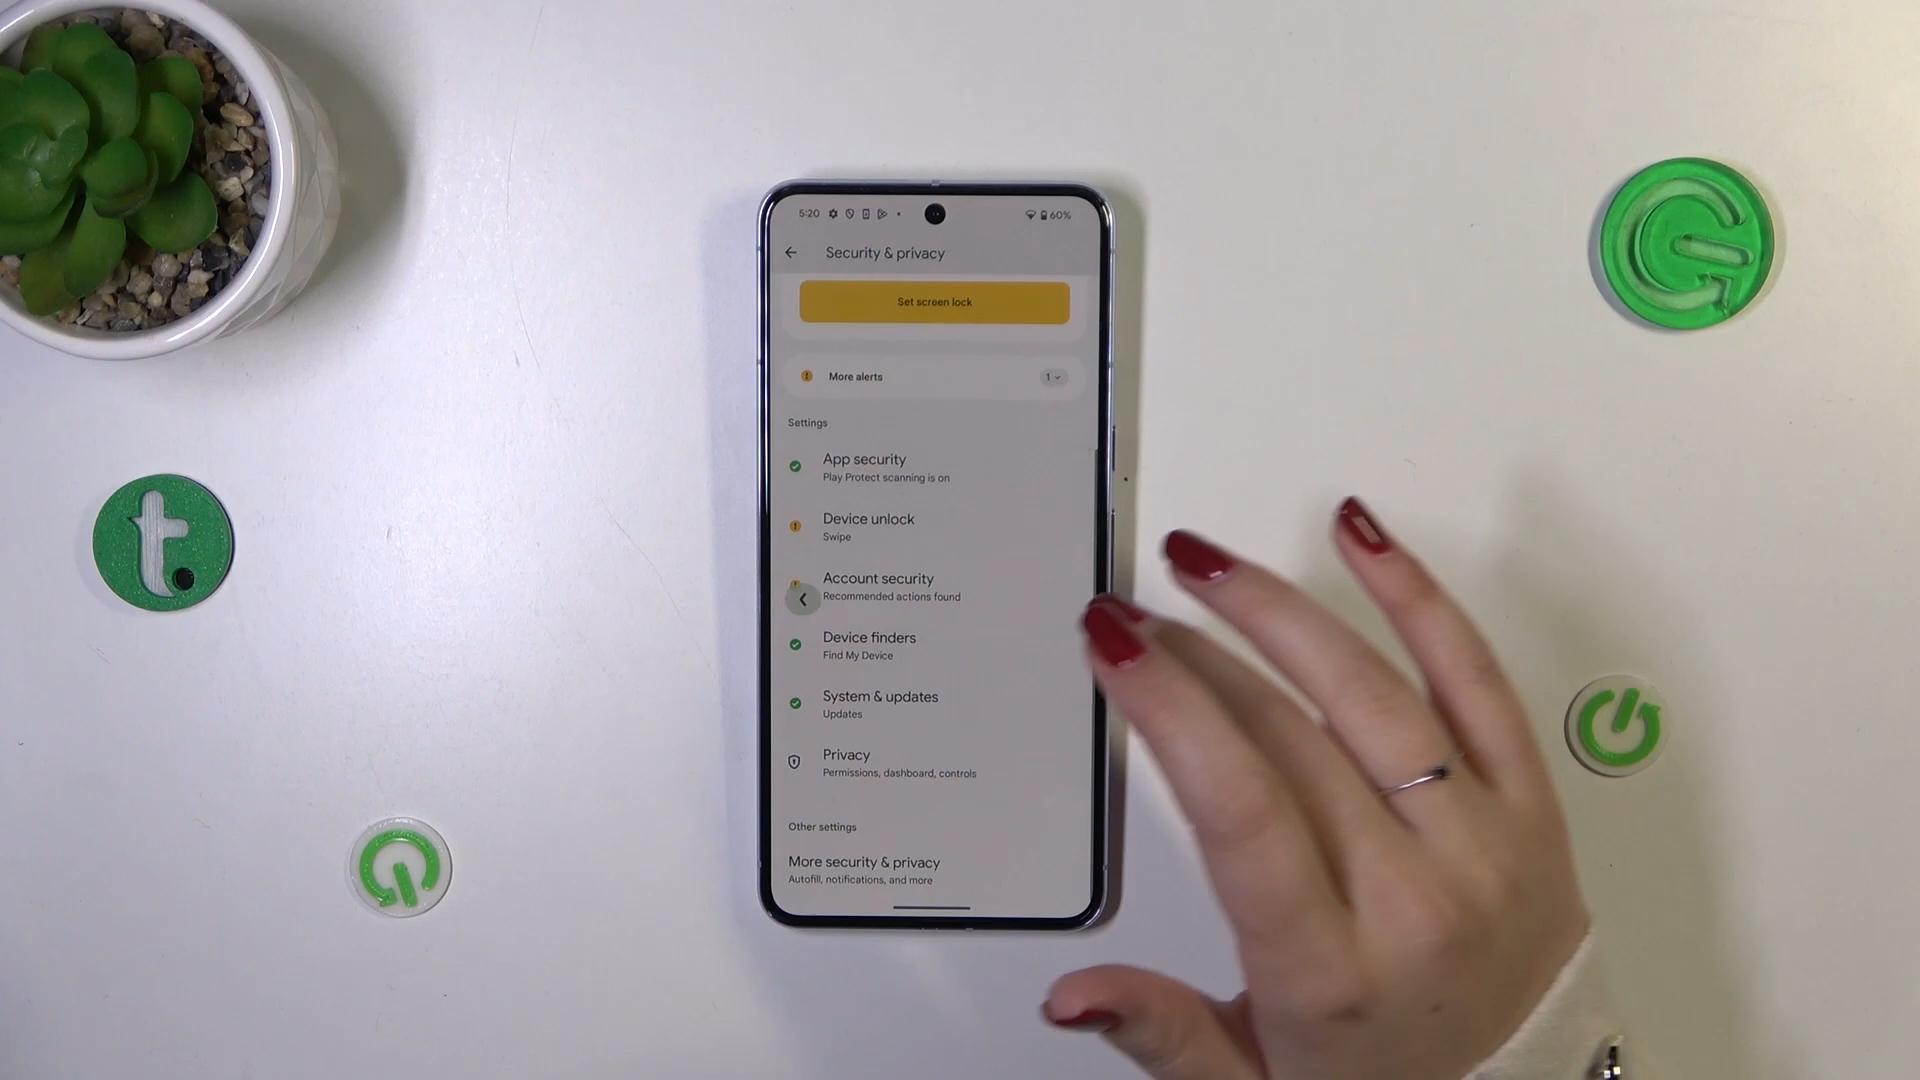 5:20
60%
Security & privacy
Set screen lock
More alerts
1
Settings
App security
Play Protect scanning is on
Device unlock
Swipe
Account security
Recommended actions found
Device finders
Find My Device
System & updates
Updates
Privacy
Permissions, dashboard, controls
Other settings
More security & privacy
Autofill, notifications, and more
t.